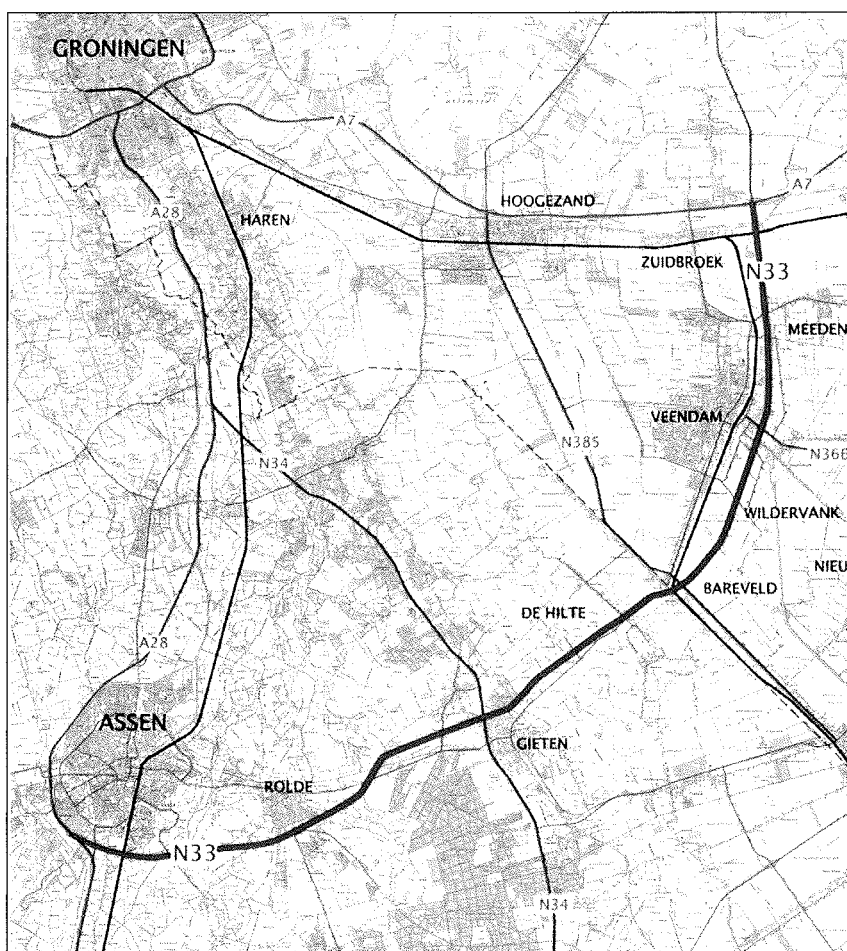 GRONINGEN
A7
A7
HOOGEZAND
A28
HAREN
ZUIDBROEK
N33
MEEDEN
VEENDAM
N385
N366
N34
WILDERVANK
NIEU
BAREVELD
DE HILTE
A28
ASSEN
GIETEN
ROLDE
N33
N34